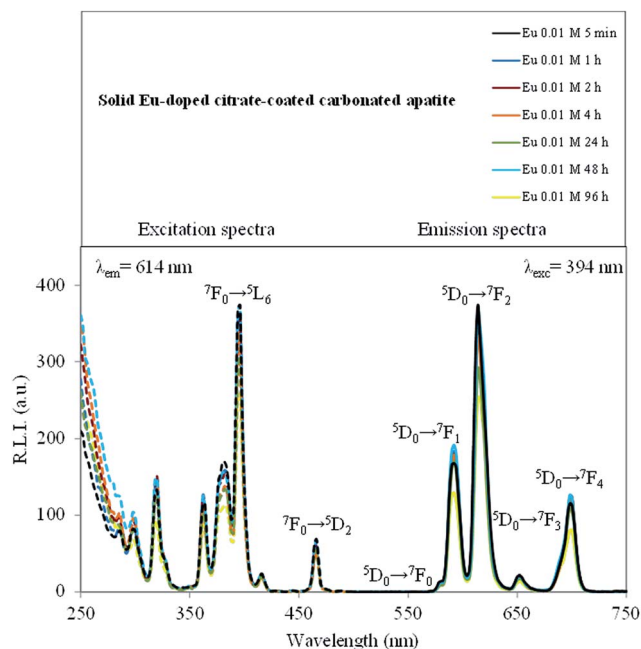 Eu 0.01 M 5 min
Eu 0.01 M 1 h
Eu 0.01 M 2 h
Solid Eu-doped citrate-coated carbonated apatite
Eu 0.01 M 4 h
Eu 0.01 M 24 h
Eu 0.01 M 48 h
Eu 0.01 M 96 h
Excitation spectra
Emission spectra
λem= 614 nm
λexc= 394 nm
⁷F₀→⁵L₆
⁵D₀→⁷F₂
⁵D₀→⁷F₁
⁵D₀→⁷F₄
⁷F₀→⁵D₂
⁵D₀→⁷F₃
⁵D₀→⁷F₀
R.L.I. (a.u.)
400
300
200
100
0
250
350
450
550
650
750
Wavelength (nm)